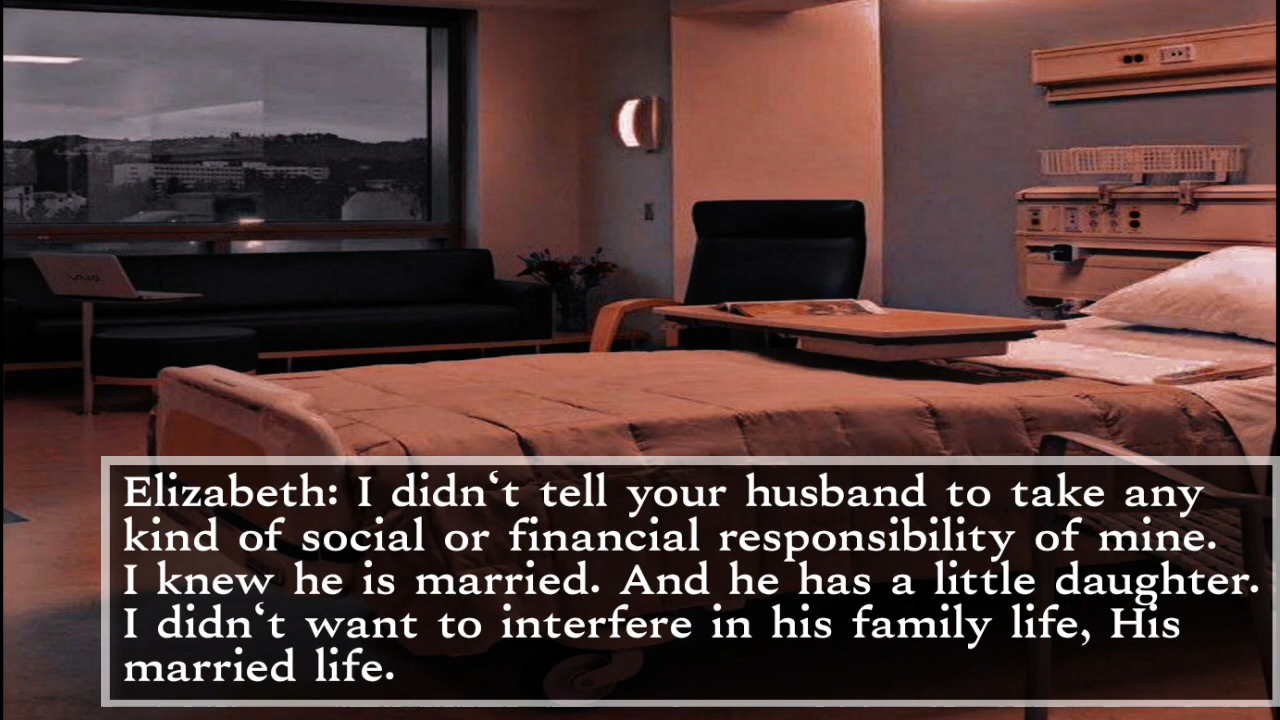 VAIO
Elizabeth: I didn‘t tell your husband to take any
kind of social or financial responsibility of mine.
I knew he is married. And he has a little daughter.
I didn‘t want to interfere in his family life, His
married life.